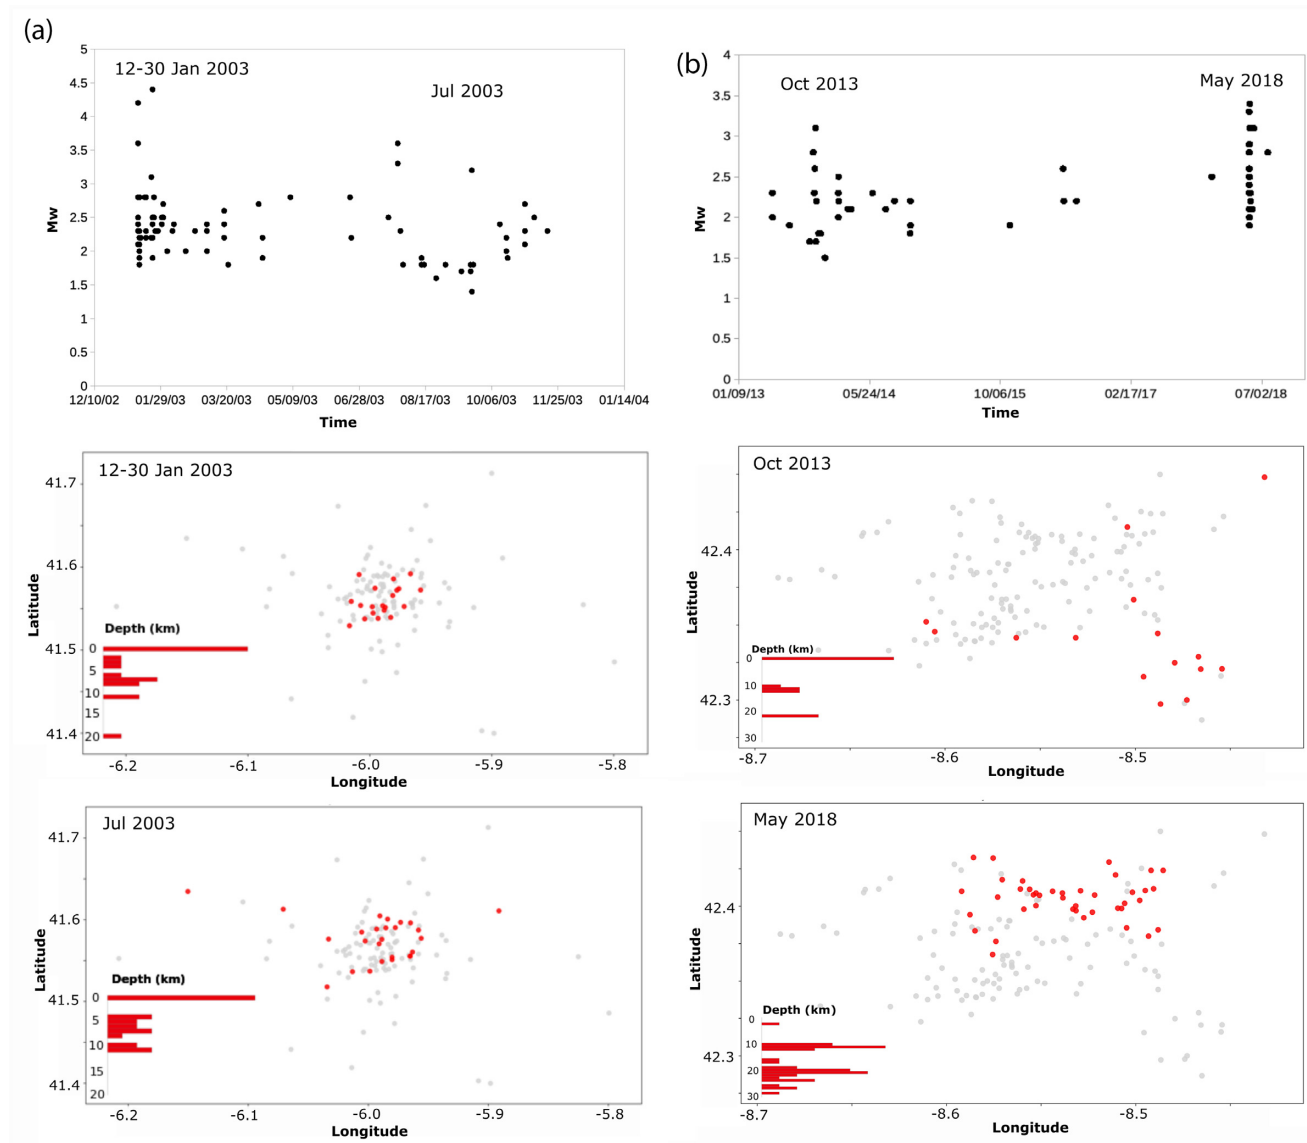 (a)
12-30 Jan 2003
Jul 2003
Mw
5
4.5
4
3.5
3
2.5
2
1.5
1
0.5
0
12/10/02 01/29/03 03/20/03 05/09/03 06/28/03 08/17/03 10/06/03 11/25/03 01/14/04
Time
(b)
Oct 2013
May 2018
Mw
4
3.5
3
2.5
2
1.5
1
0.5
0
01/09/13 05/24/14 10/06/15 02/17/17 07/02/18
Time
12-30 Jan 2003
Latitude
41.7
41.6
41.5
41.4
Depth (km)
0
5
10
15
20
-6.2 -6.1 -6.0 -5.9 -5.8
Longitude
Oct 2013
Latitude
42.4
42.3
Depth (km)
0
10
20
30
-8.7 -8.6 -8.5
Longitude
Jul 2003
Latitude
41.7
41.6
41.5
41.4
Depth (km)
0
5
10
15
20
-6.2 -6.1 -6.0 -5.9 -5.8
Longitude
May 2018
Latitude
42.4
42.3
Depth (km)
0
10
20
30
-8.7 -8.6 -8.5
Longitude